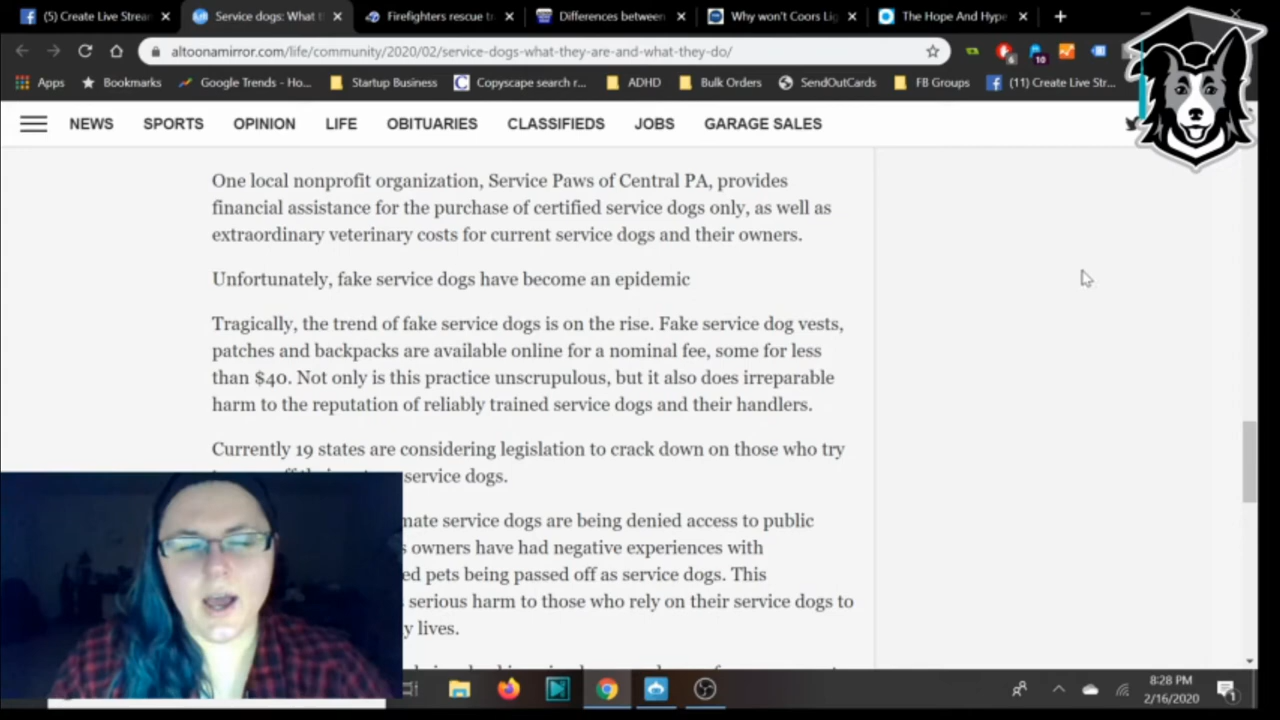 (5) Create Live Strear
Service dogs: What t
Firefighters rescue tr
Differences between
Why won't Coors Lig
The Hope And Hype
altoonamirror.com/life/community/2020/02/service-dogs-what-they-are-and-what-they-do/
6
10
Apps
Bookmarks
Google Trends - Ho...
Startup Business
Copyscape search r...
ADHD
Bulk Orders
SendOutCards
FB Groups
(11) Create Live Str...
NEWS
SPORTS
OPINION
LIFE
OBITUARIES
CLASSIFIEDS
JOBS
GARAGE SALES
One local nonprofit organization, Service Paws of Central PA, provides
financial assistance for the purchase of certified service dogs only, as well as
extraordinary veterinary costs for current service dogs and their owners.
Unfortunately, fake service dogs have become an epidemic
Tragically, the trend of fake service dogs is on the rise. Fake service dog vests,
patches and backpacks are available online for a nominal fee, some for less
than $40. Not only is this practice unscrupulous, but it also does irreparable
harm to the reputation of reliably trained service dogs and their handlers.
Currently 19 states are considering legislation to crack down on those who try
service dogs.
mate service dogs are being denied access to public
s owners have had negative experiences with
ed pets being passed off as service dogs. This
serious harm to those who rely on their service dogs to
y lives.
8:28 PM
2/16/2020
1